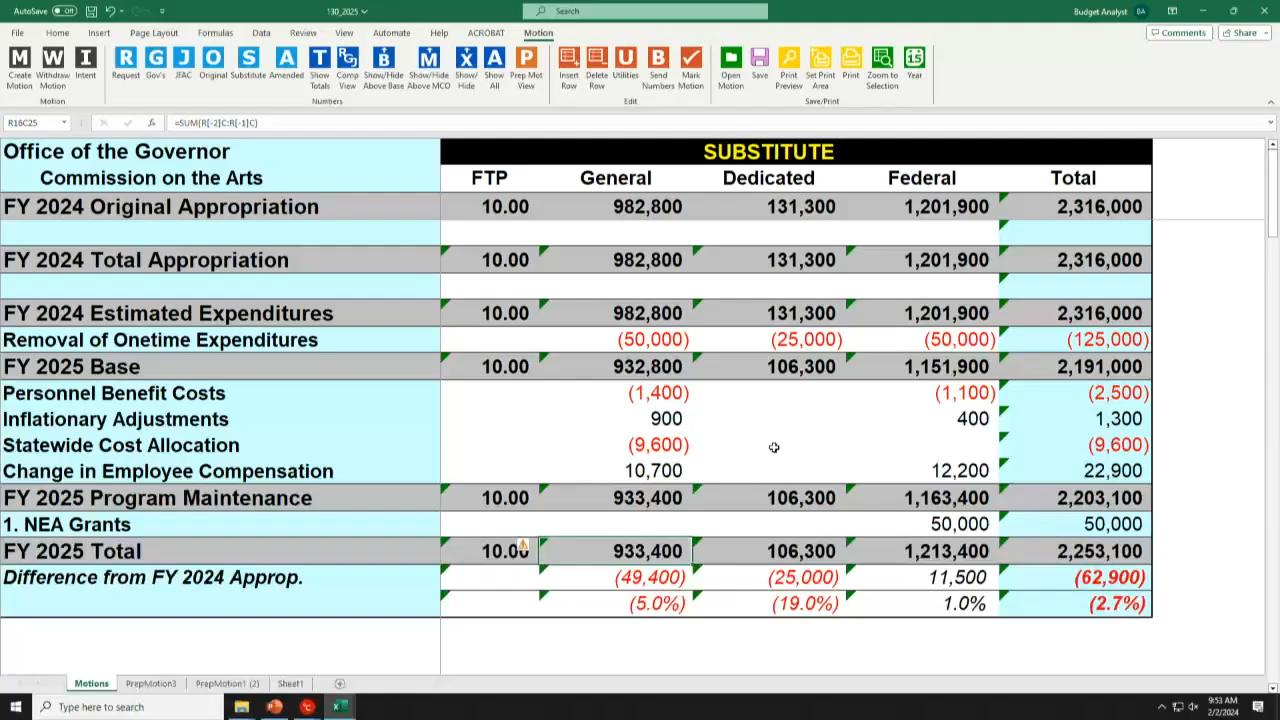 AutoSave Off 130_2025 Search Budget Analyst BA
File Home Insert Page Layout Formulas Data Review View Automate Help ACROBAT Motion Comments Share
M W I R G J O S A T RG B M A P U B 15
Create Motion Withdraw Motion Intent Request Gov's JFAC Original Substitute Amended Show Totals Comp View Show/Hide Above Base Show/Hide Above MCO Show/ Hide Show All Prep Mot View Insert Row Delete Row Utilities Send Numbers Mark Motion Open Motion Save Print Preview Set Print Area Print Zoom to Selection Year
Motion Numbers Edit Save/Print
R16C25 fx =SUM(R[-2]C:R[-1]C)
Office of the Governor SUBSTITUTE
Commission on the Arts FTP General Dedicated Federal Total
FY 2024 Original Appropriation 10.00 982,800 131,300 1,201,900 2,316,000
FY 2024 Total Appropriation 10.00 982,800 131,300 1,201,900 2,316,000
FY 2024 Estimated Expenditures 10.00 982,800 131,300 1,201,900 2,316,000
Removal of Onetime Expenditures (50,000) (25,000) (50,000) (125,000)
FY 2025 Base 10.00 932,800 106,300 1,151,900 2,191,000
Personnel Benefit Costs (1,400) (1,100) (2,500)
Inflationary Adjustments 900 400 1,300
Statewide Cost Allocation (9,600) (9,600)
Change in Employee Compensation 10,700 12,200 22,900
FY 2025 Program Maintenance 10.00 933,400 106,300 1,163,400 2,203,100
1. NEA Grants 50,000 50,000
FY 2025 Total 10.00 933,400 106,300 1,213,400 2,253,100
Difference from FY 2024 Approp. (49,400) (25,000) 11,500 (62,900)
(5.0%) (19.0%) 1.0% (2.7%)
Motions PrepMotion3 PrepMotion1 (2) Sheet1
Type here to search 9:53 AM
2/2/2024